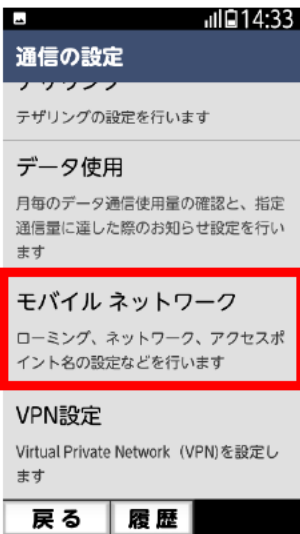 14:33
通信の設定
テザリング
テザリングの設定を行います
データ使用
月毎のデータ通信使用量の確認と、指定
通信量に達した際のお知らせ設定を行い
ます
モバイル ネットワーク
ローミング、ネットワーク、アクセスポ
イント名の設定などを行います
VPN設定
Virtual Private Network（VPN)を設定し
ます
戻る 履歴